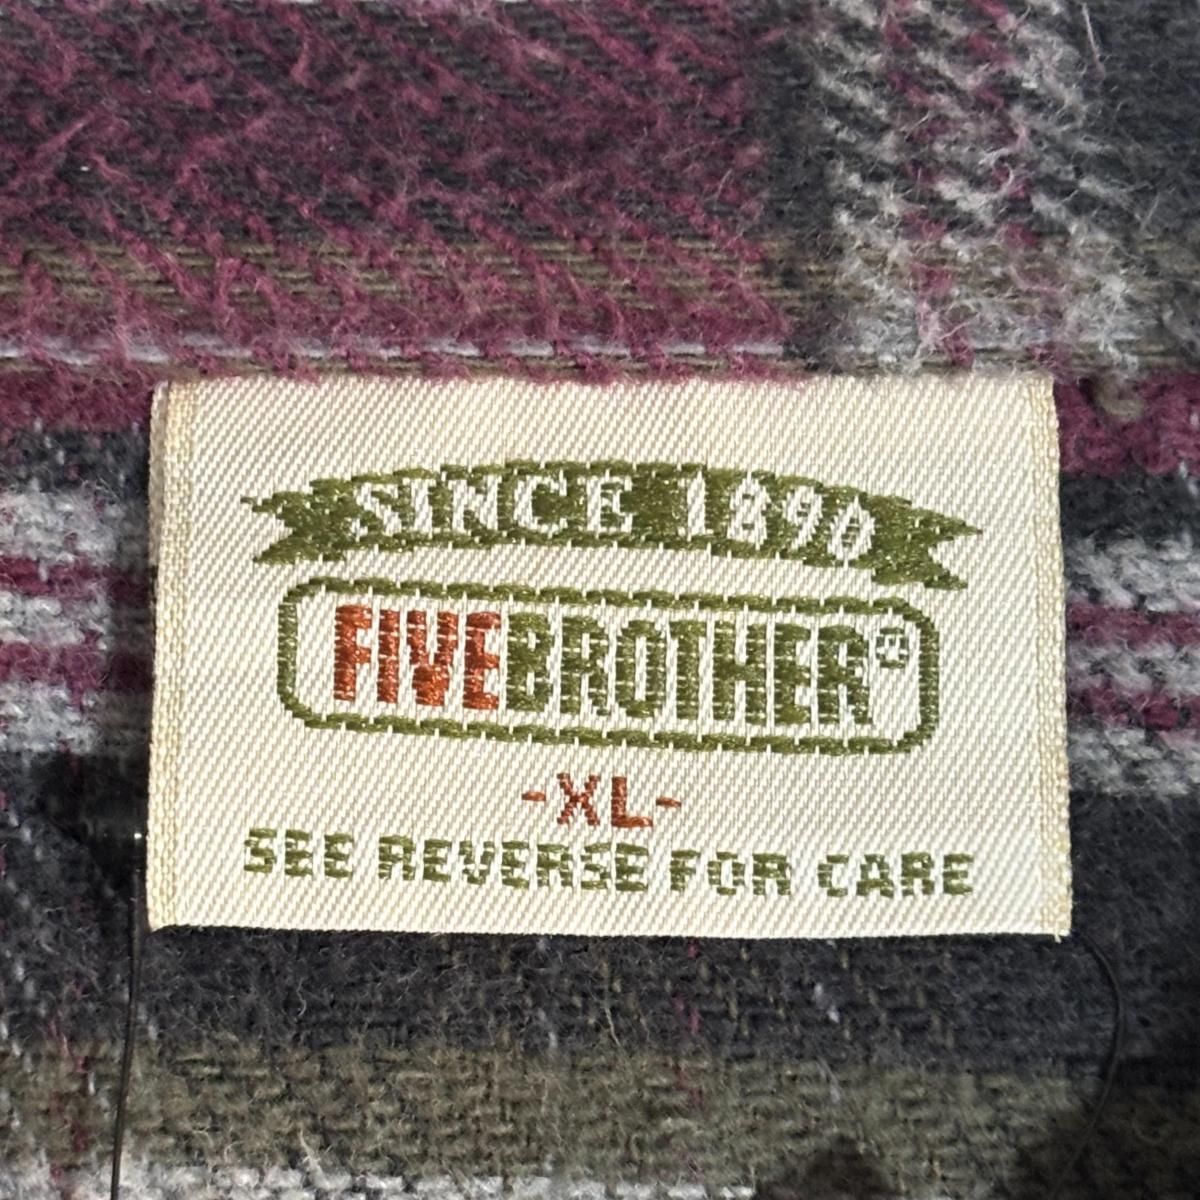 SINCE 1890
FIVEBROTHER®
-XL-
SEE REVERSE FOR CARE